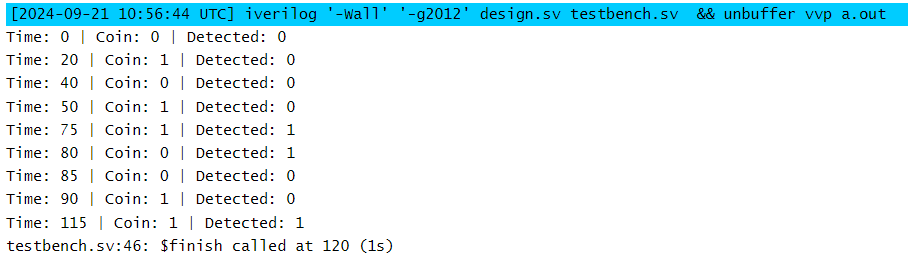 [2024-09-21 10:56:44 UTC] iverilog '-Wall' '-g2012' design.sv testbench.sv  && unbuffer vvp a.out
Time: 0 | Coin: 0 | Detected: 0
Time: 20 | Coin: 1 | Detected: 0
Time: 40 | Coin: 0 | Detected: 0
Time: 50 | Coin: 1 | Detected: 0
Time: 75 | Coin: 1 | Detected: 1
Time: 80 | Coin: 0 | Detected: 1
Time: 85 | Coin: 0 | Detected: 0
Time: 90 | Coin: 1 | Detected: 0
Time: 115 | Coin: 1 | Detected: 1
testbench.sv:46: $finish called at 120 (1s)